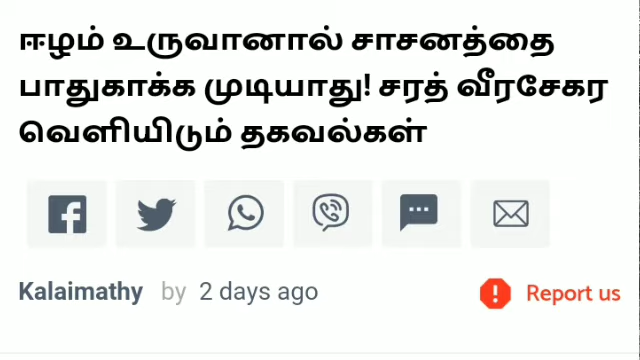 ஈழம் உருவானால் சாசனத்தை
பாதுகாக்க முடியாது! சரத் வீரசேகர
வெளியிடும் தகவல்கள்
Kalaimathy by 2 days ago
Report us